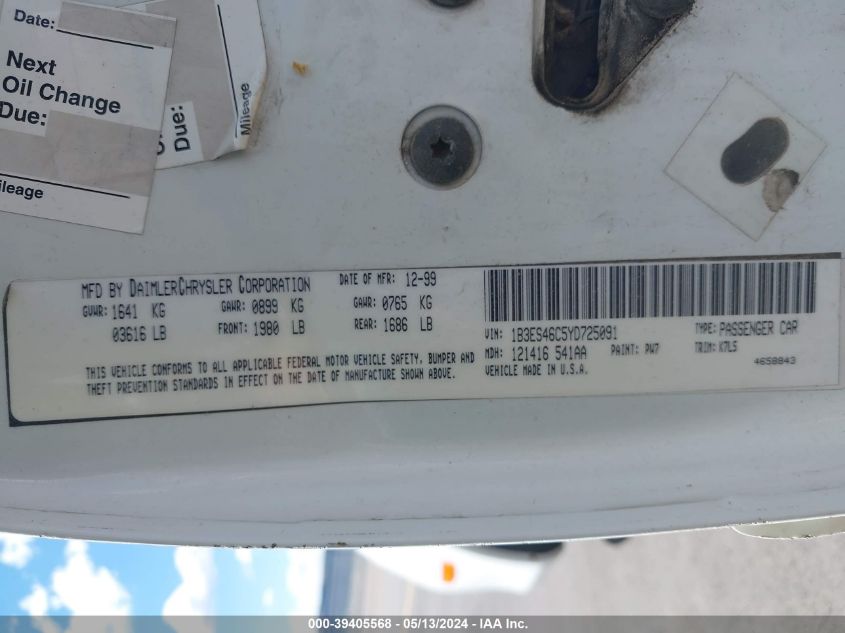 Date:
Next
Oil Change
Due:
ileage
Due:
Mileage
MFD BY DAIMLERCHRYSLER CORPORATION DATE OF MFR: 12-99
GVWR: 1641 KG GAWR: 0899 KG GAWR: 0765 KG
03616 LB FRONT: 1980 LB REAR: 1686 LB
THIS VEHICLE CONFORMS TO ALL APPLICABLE FEDERAL MOTOR VEHICLE SAFETY, BUMPER AND
THEFT PREVENTION STANDARDS IN EFFECT ON THE DATE OF MANUFACTURE SHOWN ABOVE.
VIN: 1B3ES46C5YD725091 TYPE: PASSENGER CAR
MDH: 121416 541AA PAINT: PW7 TRIM: K7L5
VEHICLE MADE IN U.S.A. 4658843
000-39405568 - 05/13/2024 - IAA Inc.